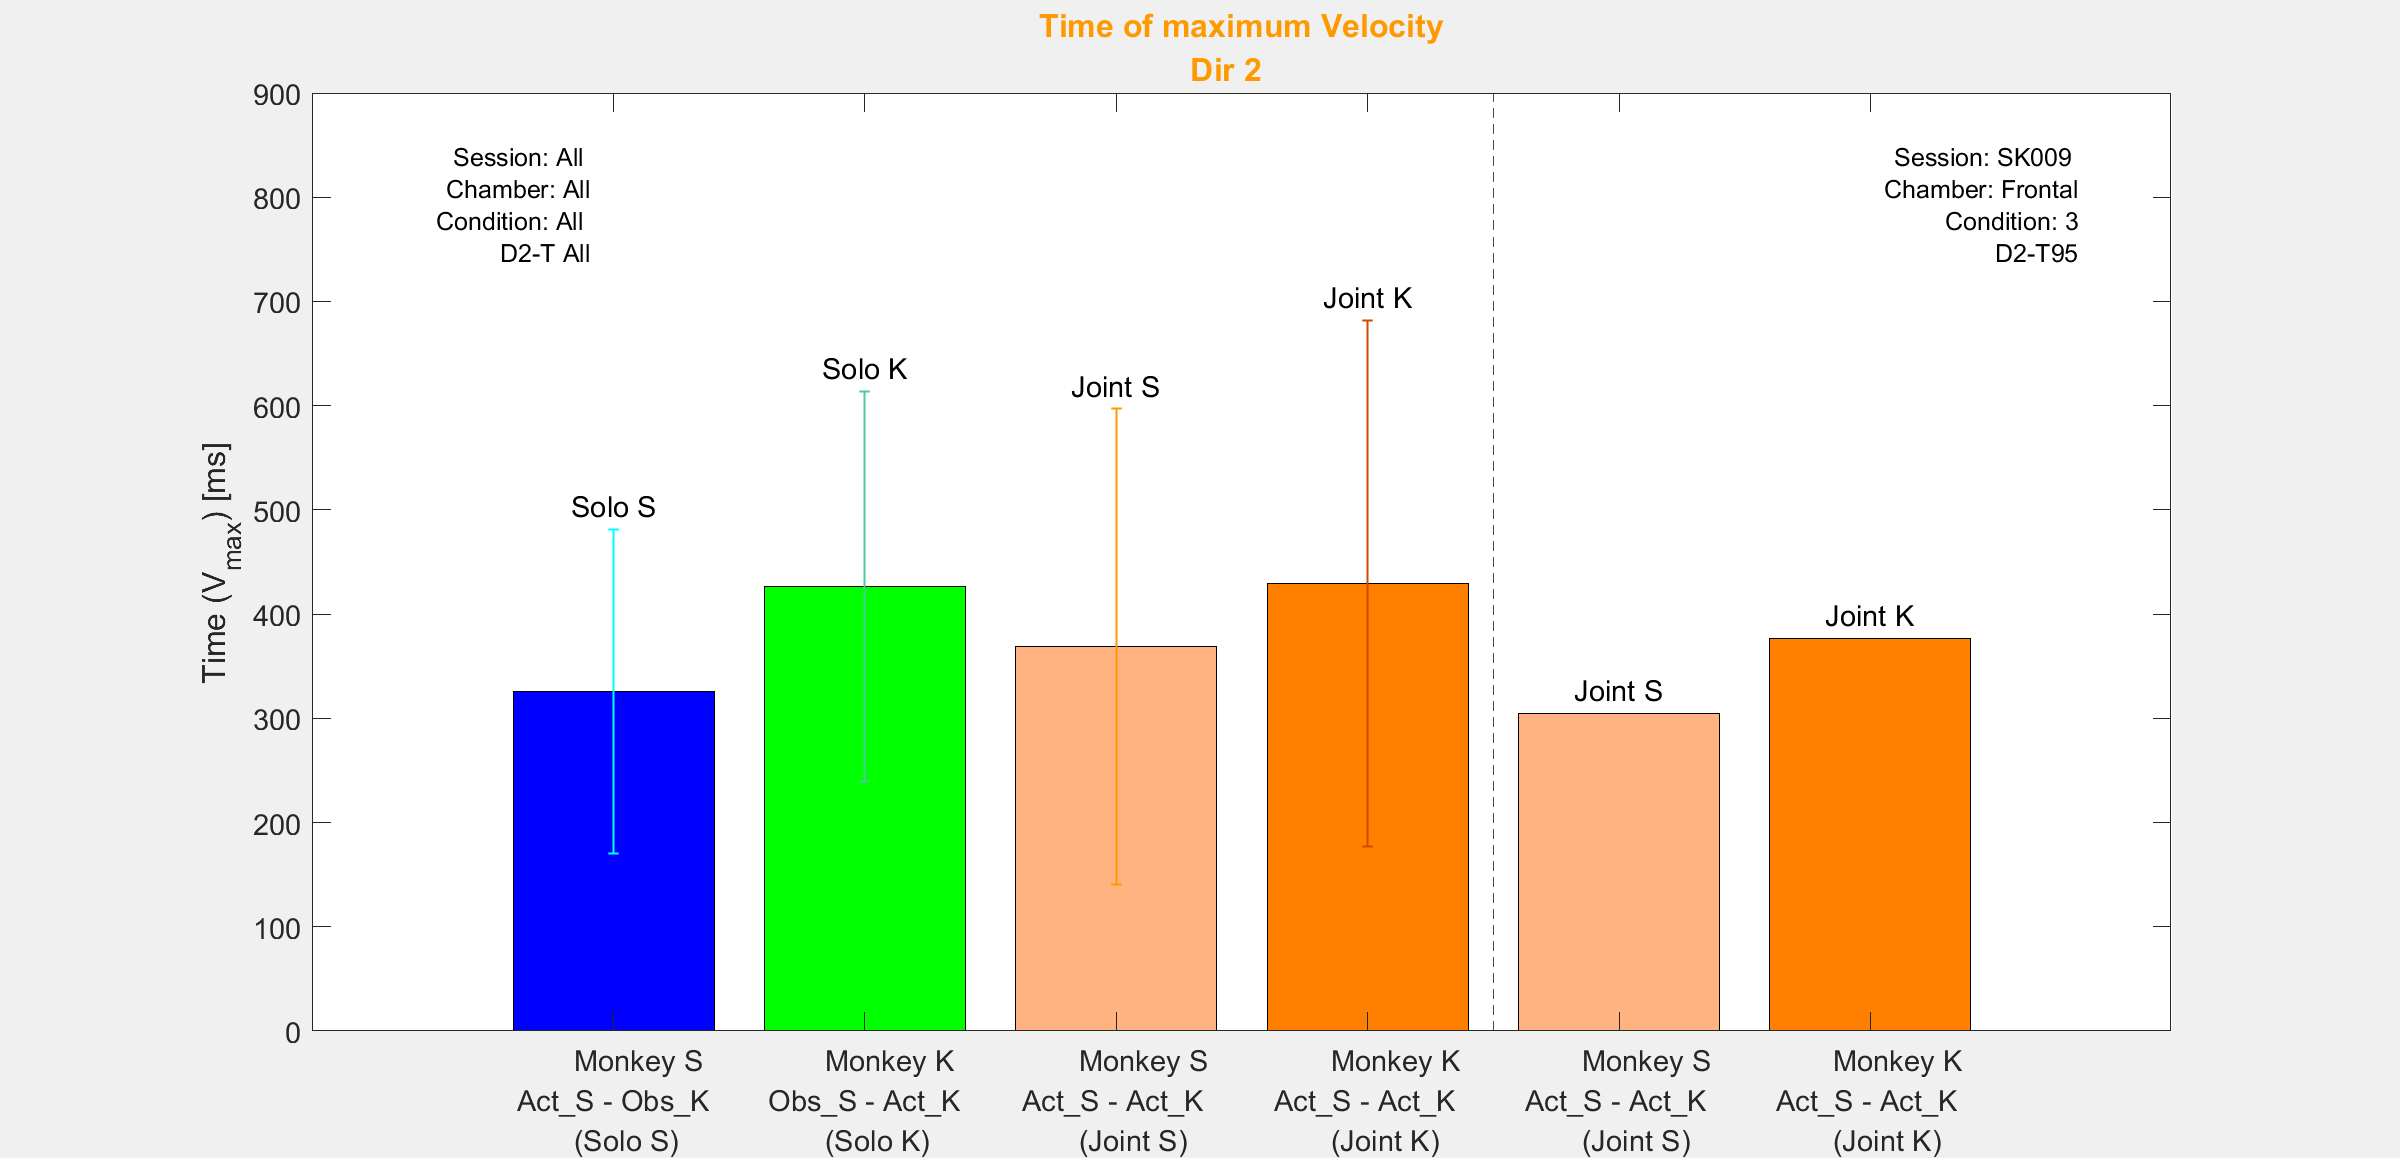 Time of maximum Velocity
Dir 2
Time (Vmax) [ms]
900
800
700
600
500
400
300
200
100
0
Session: All
Chamber: All
Condition: All
D2-T All
Session: SK009
Chamber: Frontal
Condition: 3
D2-T95
Solo S
Solo K
Joint S
Joint K
Joint S
Joint K
Monkey S
Act_S - Obs_K
(Solo S)
Monkey K
Obs_S - Act_K
(Solo K)
Monkey S
Act_S - Act_K
(Joint S)
Monkey K
Act_S - Act_K
(Joint K)
Monkey S
Act_S - Act_K
(Joint S)
Monkey K
Act_S - Act_K
(Joint K)